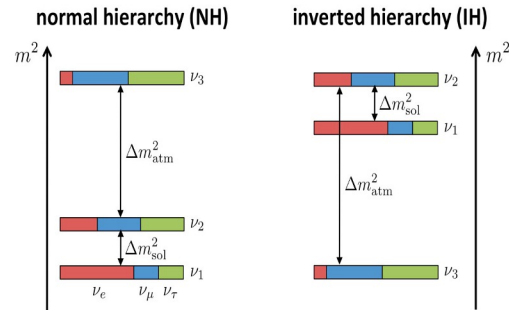 normal hierarchy (NH)
m²
ν₃
Δm²atm
ν₂
Δm²sol
ν₁
νe νμ ντ
inverted hierarchy (IH)
m²
ν₂
Δm²sol
ν₁
Δm²atm
ν₃